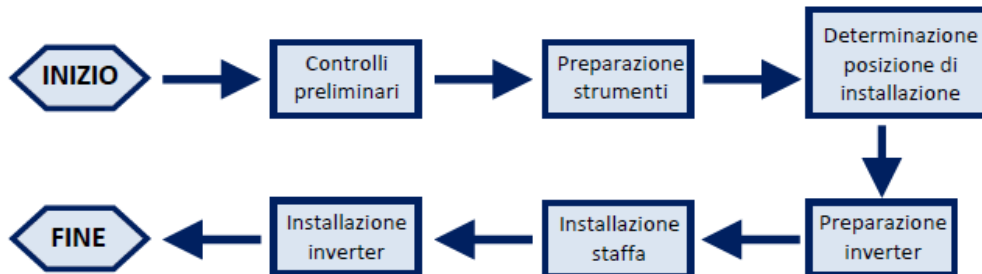 INIZIO
Controlli
preliminari
Preparazione
strumenti
Determinazione
posizione di
installazione
Preparazione
inverter
Installazione
staffa
Installazione
inverter
FINE